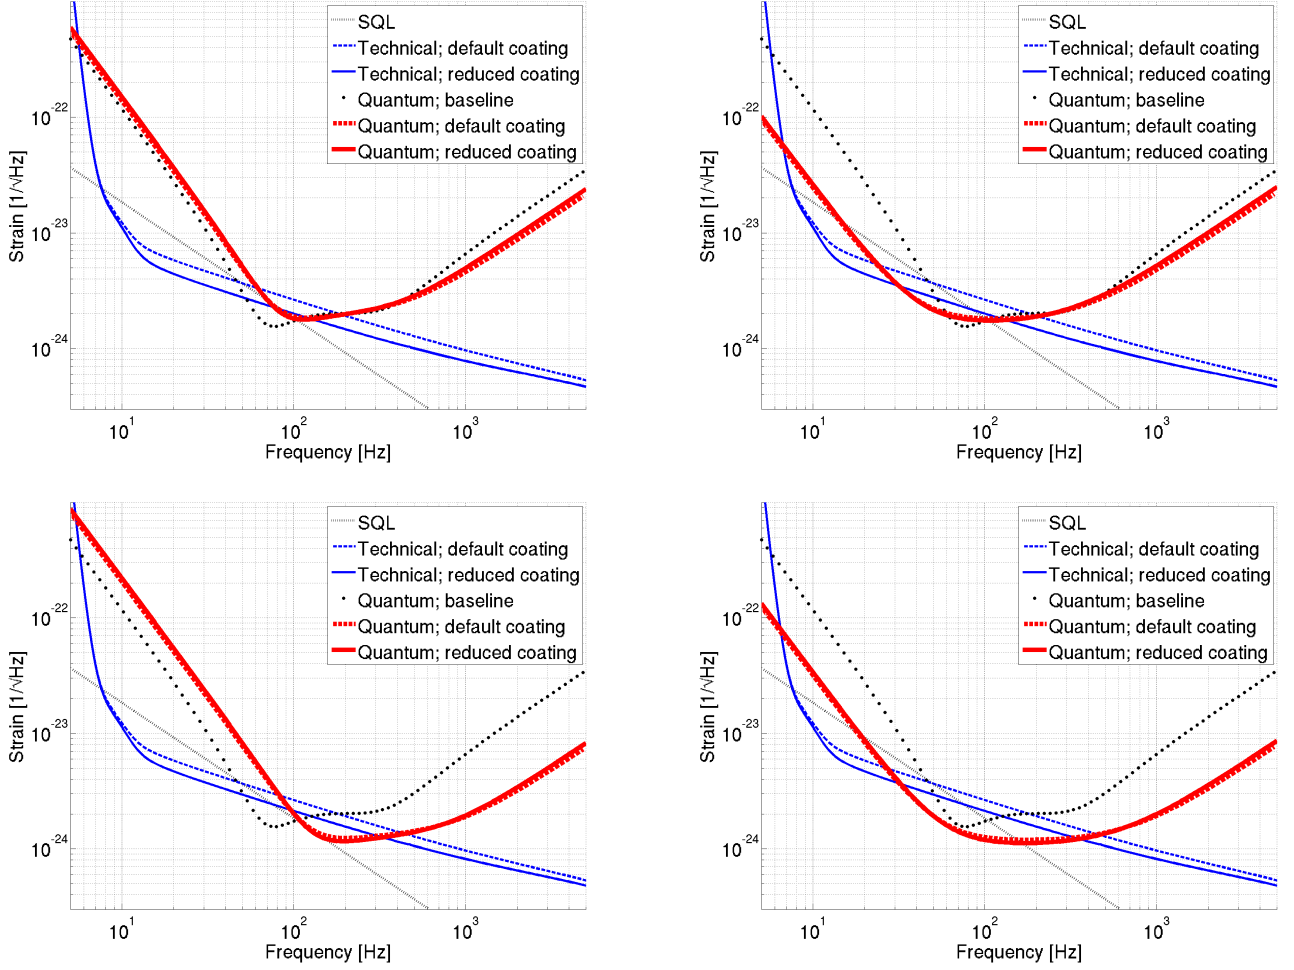 SQL
Technical; default coating
Technical; reduced coating
Quantum; baseline
Quantum; default coating
Quantum; reduced coating
10^-22
10^-23
10^-24
Strain [1/√Hz]
10^1
10^2
10^3
Frequency [Hz]
SQL
Technical; default coating
Technical; reduced coating
Quantum; baseline
Quantum; default coating
Quantum; reduced coating
10^-22
10^-23
10^-24
Strain [1/√Hz]
10^1
10^2
10^3
Frequency [Hz]
SQL
Technical; default coating
Technical; reduced coating
Quantum; baseline
Quantum; default coating
Quantum; reduced coating
10^-22
10^-23
10^-24
Strain [1/√Hz]
10^1
10^2
10^3
Frequency [Hz]
SQL
Technical; default coating
Technical; reduced coating
Quantum; baseline
Quantum; default coating
Quantum; reduced coating
10^-22
10^-23
10^-24
Strain [1/√Hz]
10^1
10^2
10^3
Frequency [Hz]